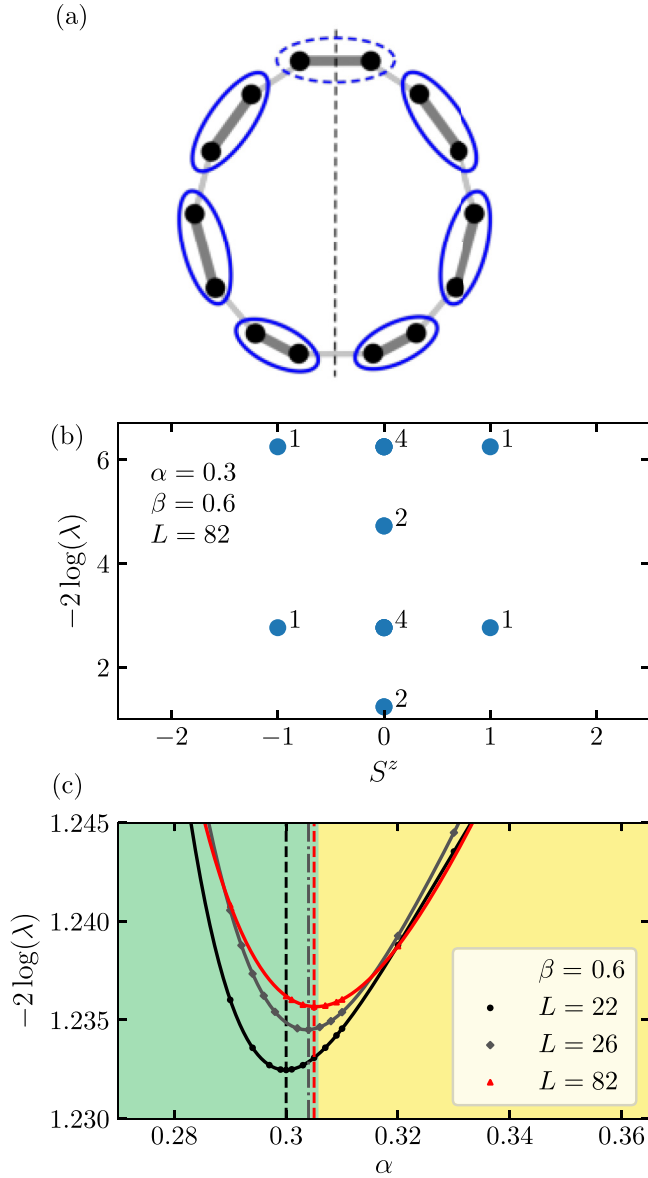 (a)
(b)
6
4
2
−2 log(λ)
α = 0.3
β = 0.6
L = 82
1 4 1
2
1 4 1
2
−2 −1 0 1 2
S^z
(c)
1.245
1.240
1.235
1.230
−2 log(λ)
β = 0.6
L = 22
L = 26
L = 82
0.28 0.3 0.32 0.34 0.36
α